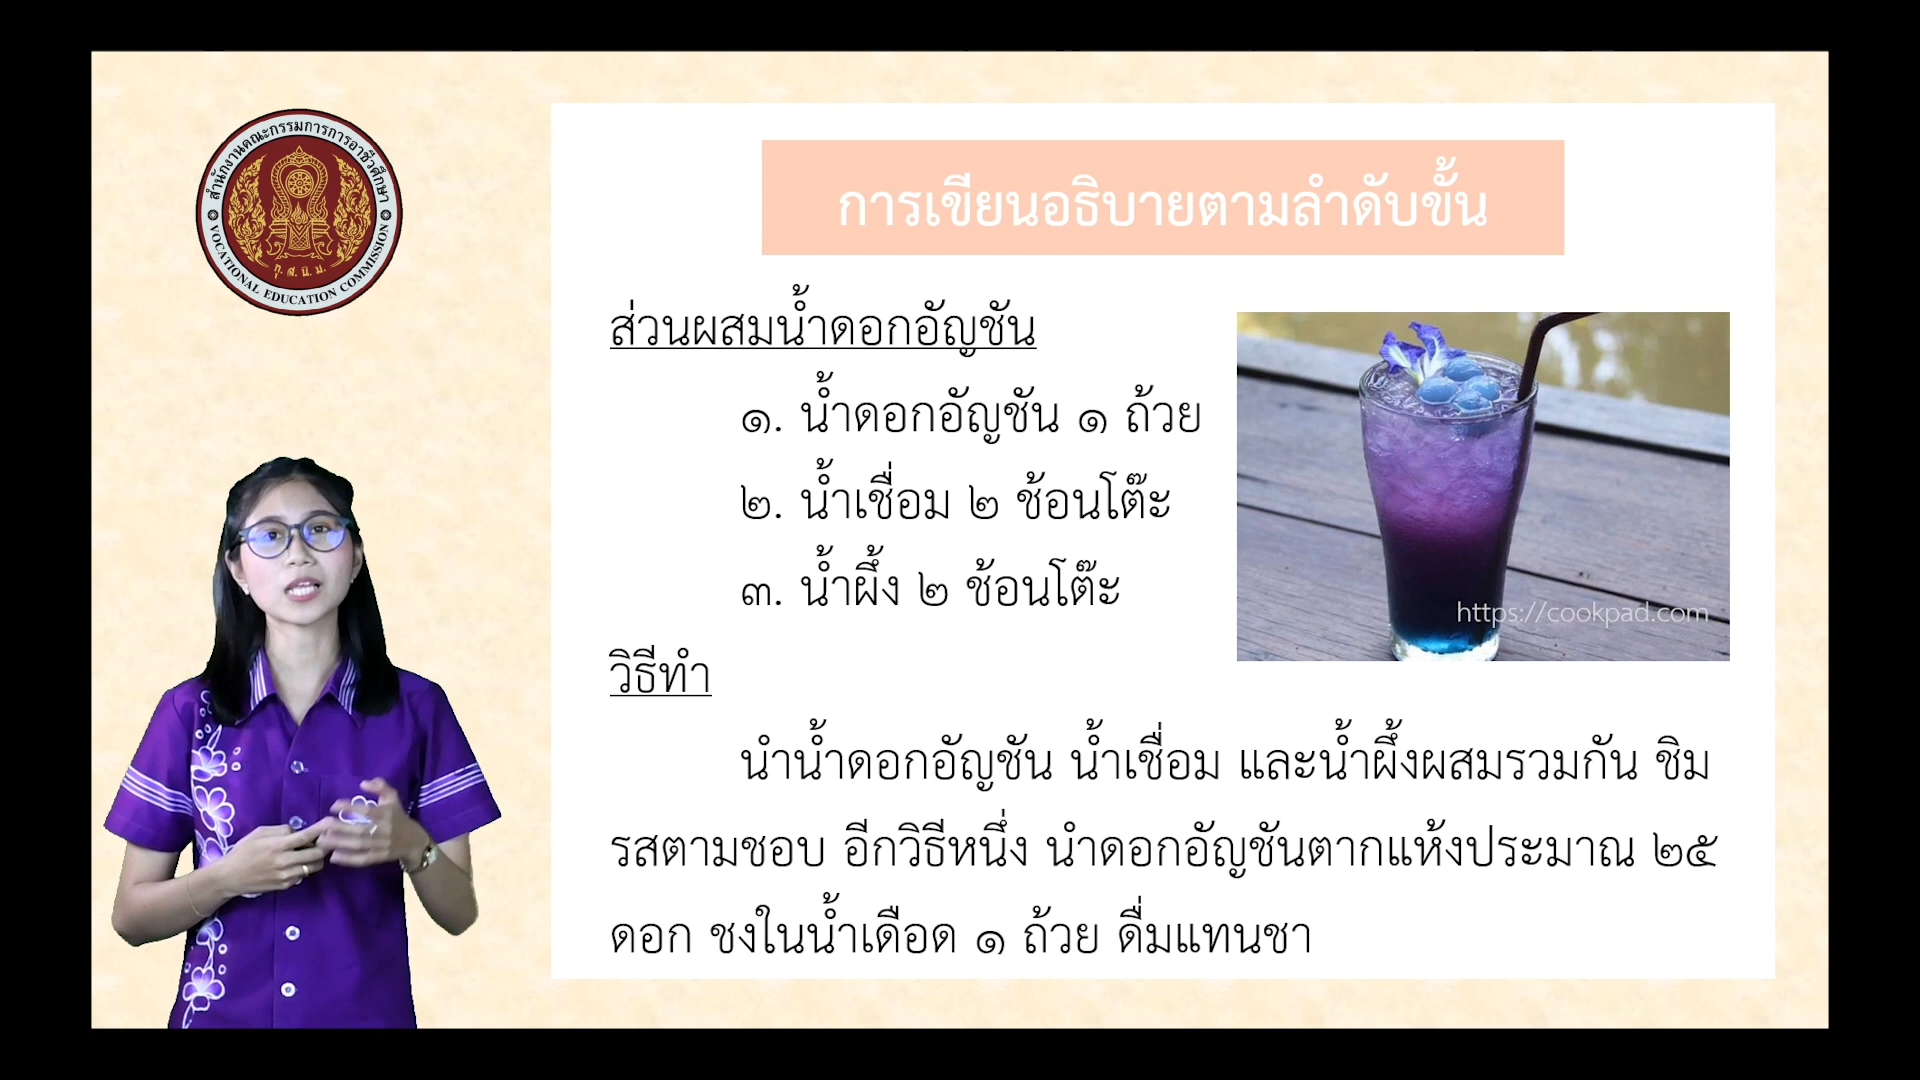 สำนักงานคณะกรรมการการอาชีวศึกษา
ทุ. ส. นิ. ม.
VOCATIONAL EDUCATION COMMISSION
การเขียนอธิบายตามลำดับขั้น
ส่วนผสมน้ำดอกอัญชัน
๑. น้ำดอกอัญชัน ๑ ถ้วย
๒. น้ำเชื่อม ๒ ช้อนโต๊ะ
๓. น้ำผึ้ง ๒ ช้อนโต๊ะ
https://cookpad.com
วิธีทำ
นำน้ำดอกอัญชัน น้ำเชื่อม และน้ำผึ้งผสมรวมกัน ชิม
รสตามชอบ อีกวิธีหนึ่ง นำดอกอัญชันตากแห้งประมาณ ๒๕
ดอก ชงในน้ำเดือด ๑ ถ้วย ดื่มแทนชา